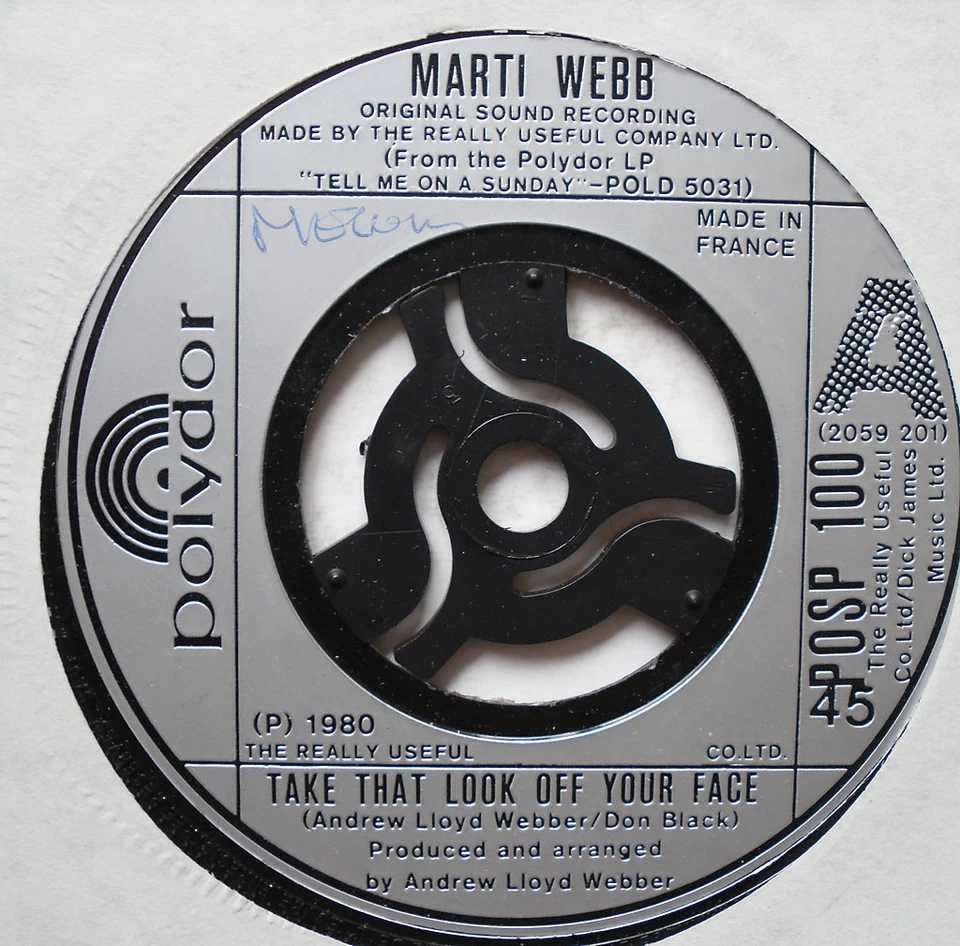 MARTI WEBB
ORIGINAL SOUND RECORDING
MADE BY THE REALLY USEFUL COMPANY LTD.
(From the Polydor LP
"TELL ME ON A SUNDAY"-POLD 5031)
MADE IN
FRANCE
polydor
A
(2059 201)
POSP 100
The Really Useful
Co.Ltd/Dick James
Music Ltd.
45
(P) 1980
THE REALLY USEFUL CO.LTD.
TAKE THAT LOOK OFF YOUR FACE
(Andrew Lloyd Webber/Don Black)
Produced and arranged
by Andrew Lloyd Webber